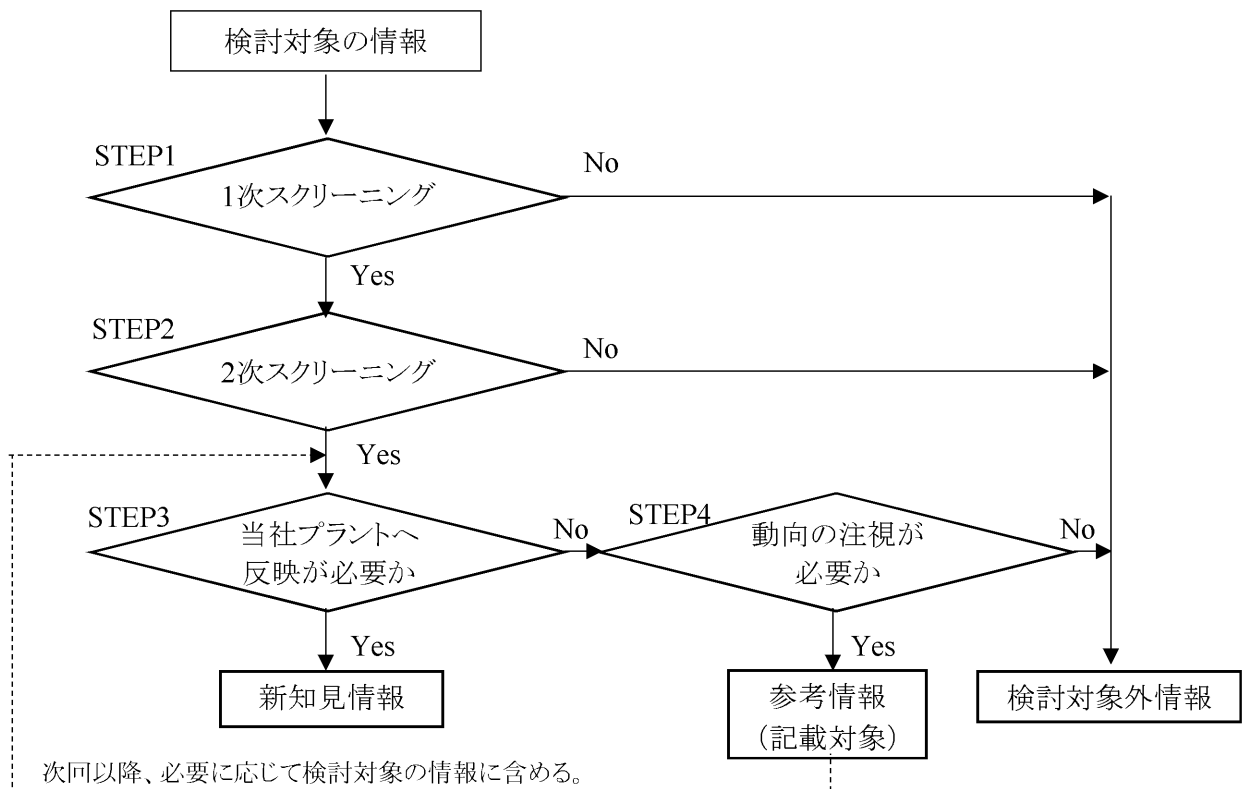 検討対象の情報
STEP1
No
1次スクリーニング
Yes
STEP2
No
2次スクリーニング
Yes
STEP3
当社プラントへ
反映が必要か
No
STEP4
動向の注視が
必要か
No
Yes
Yes
新知見情報
参考情報
(記載対象)
検討対象外情報
次回以降、必要に応じて検討対象の情報に含める。